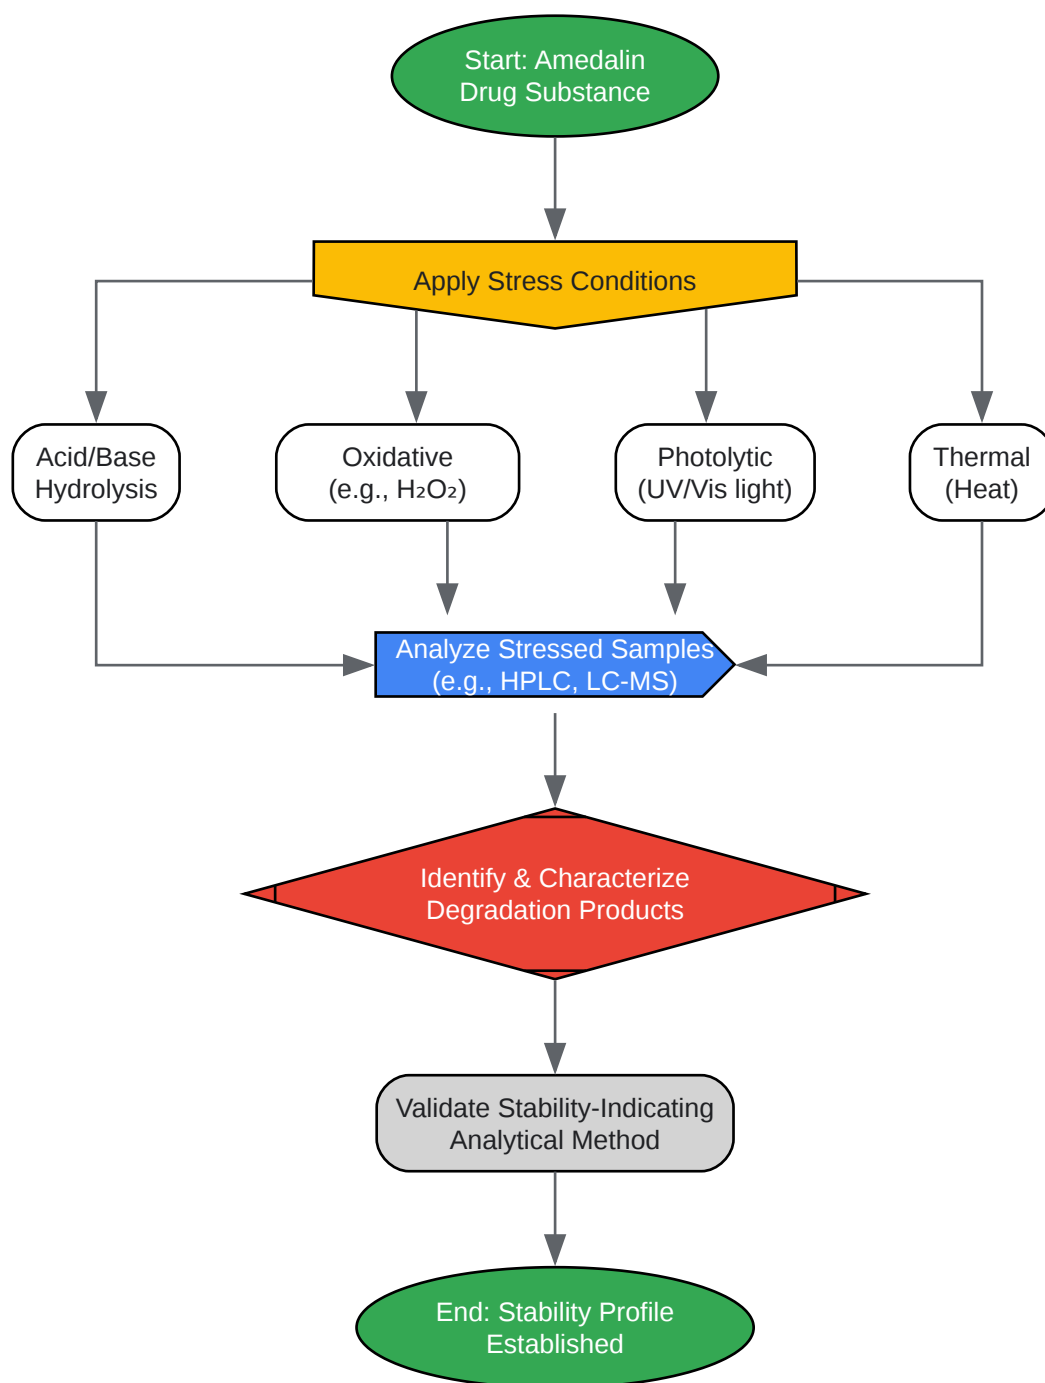 Start: Amedalin
Drug Substance
Apply Stress Conditions
Acid/Base
Hydrolysis
Oxidative
(e.g., H₂O₂)
Photolytic
(UV/Vis light)
Thermal
(Heat)
Analyze Stressed Samples
(e.g., HPLC, LC-MS)
Identify & Characterize
Degradation Products
Validate Stability-Indicating
Analytical Method
End: Stability Profile
Established